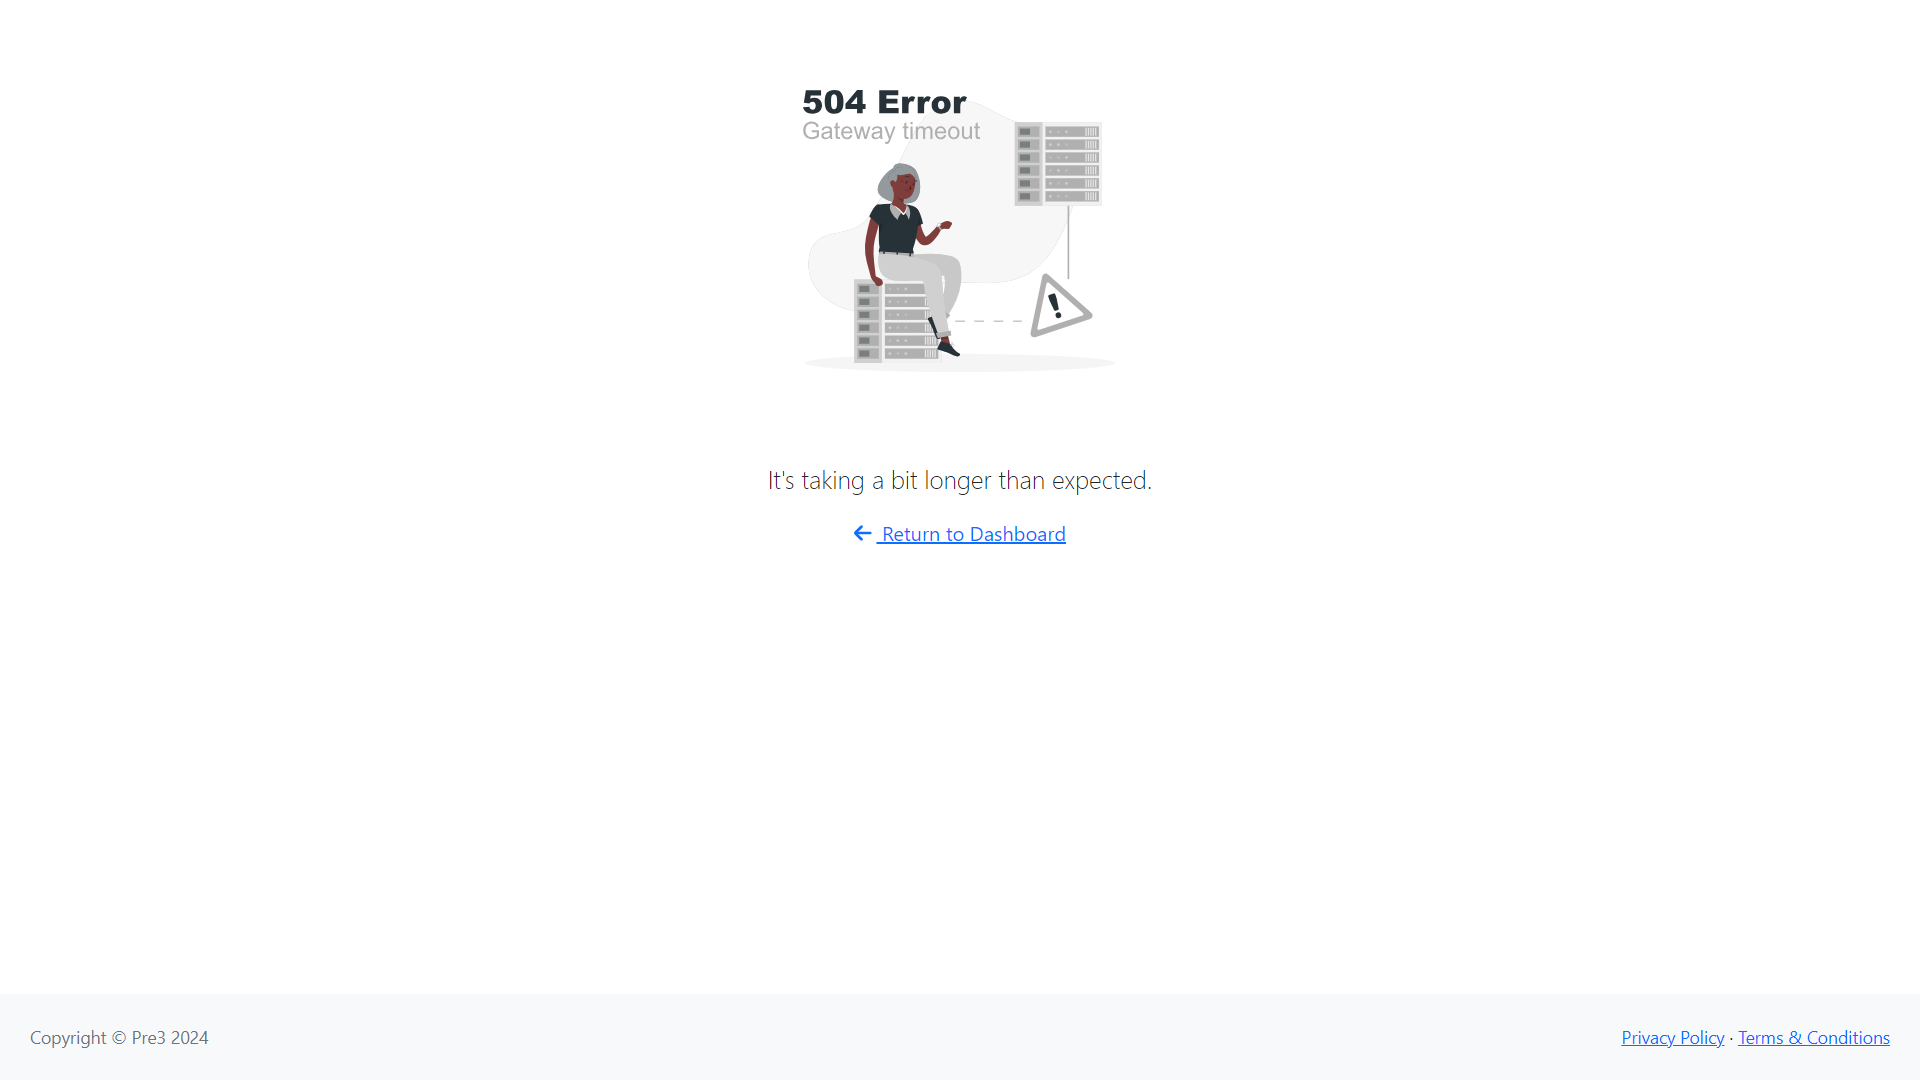 504 Error
Gateway timeout
It's taking a bit longer than expected.
Return to Dashboard
Copyright © Pre3 2024
Privacy Policy · Terms & Conditions